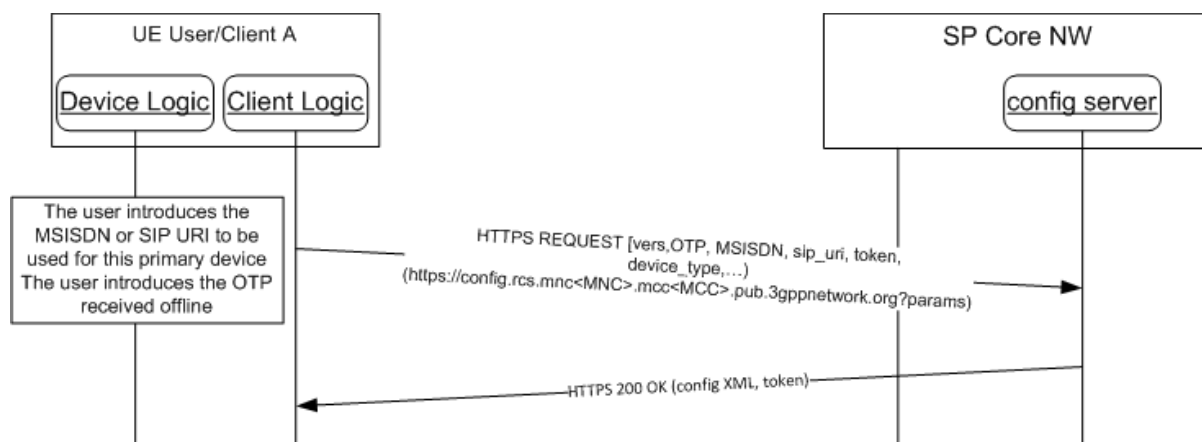 UE User/Client A
SP Core NW
Device Logic
Client Logic
config server
The user introduces the
MSISDN or SIP URI to be
used for this primary device
The user introduces the OTP
received offline
HTTPS REQUEST [vers,OTP, MSISDN, sip_uri, token,
device_type,...)
(https://config.rcs.mnc<MNC>.mcc<MCC>.pub.3gppnetwork.org?params)
HTTPS 200 OK (config XML, token)